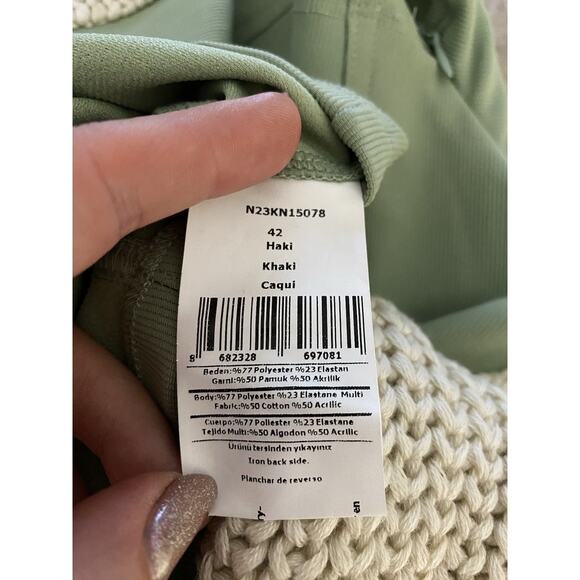 N23KN15078
42
Haki
Khaki
Caqui
8 682328 697081
Beden:%77 Polyester %23 Elastan
Garni:%50 Pamuk %50 Akrilik
Body:%77 Polyester %23 Elastane Multi
Fabric:%50 Cotton %50 Acrilic
Cuerpo:%77 Poliester %23 Elastane
Tejido Multi:%50 Algodon %50 Acrilic
Ürünü tersinden yıkayınız
Iron back side.
Planchar de reverso